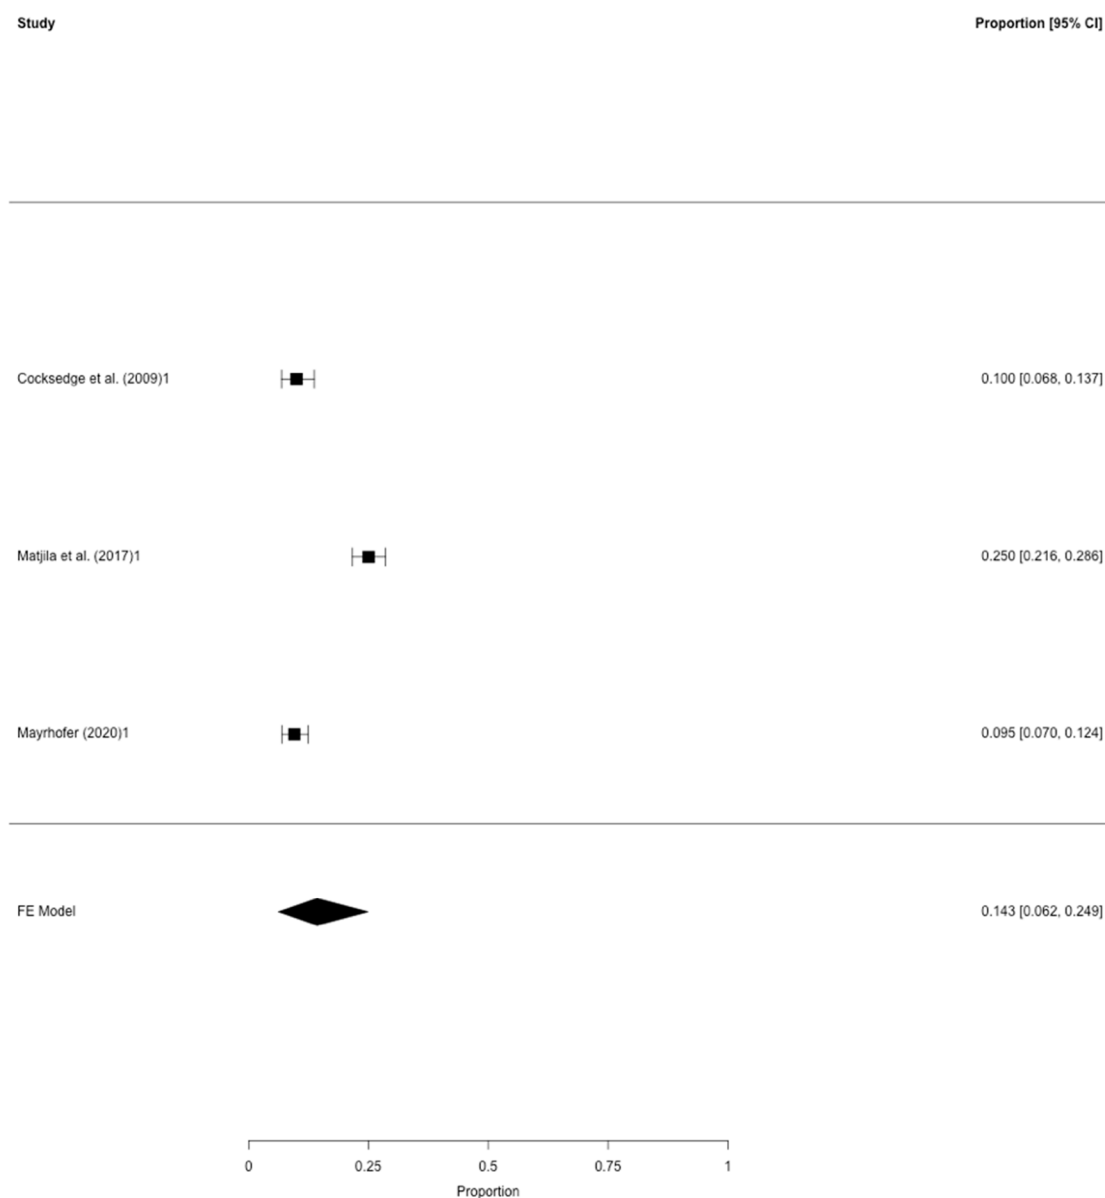 Study Proportion [95% CI]
Cocksedge et al. (2009)1 0.100 [0.068, 0.137]
Matjila et al. (2017)1 0.250 [0.216, 0.286]
Mayrhofer (2020)1 0.095 [0.070, 0.124]
FE Model 0.143 [0.062, 0.249]
0 0.25 0.5 0.75 1
Proportion